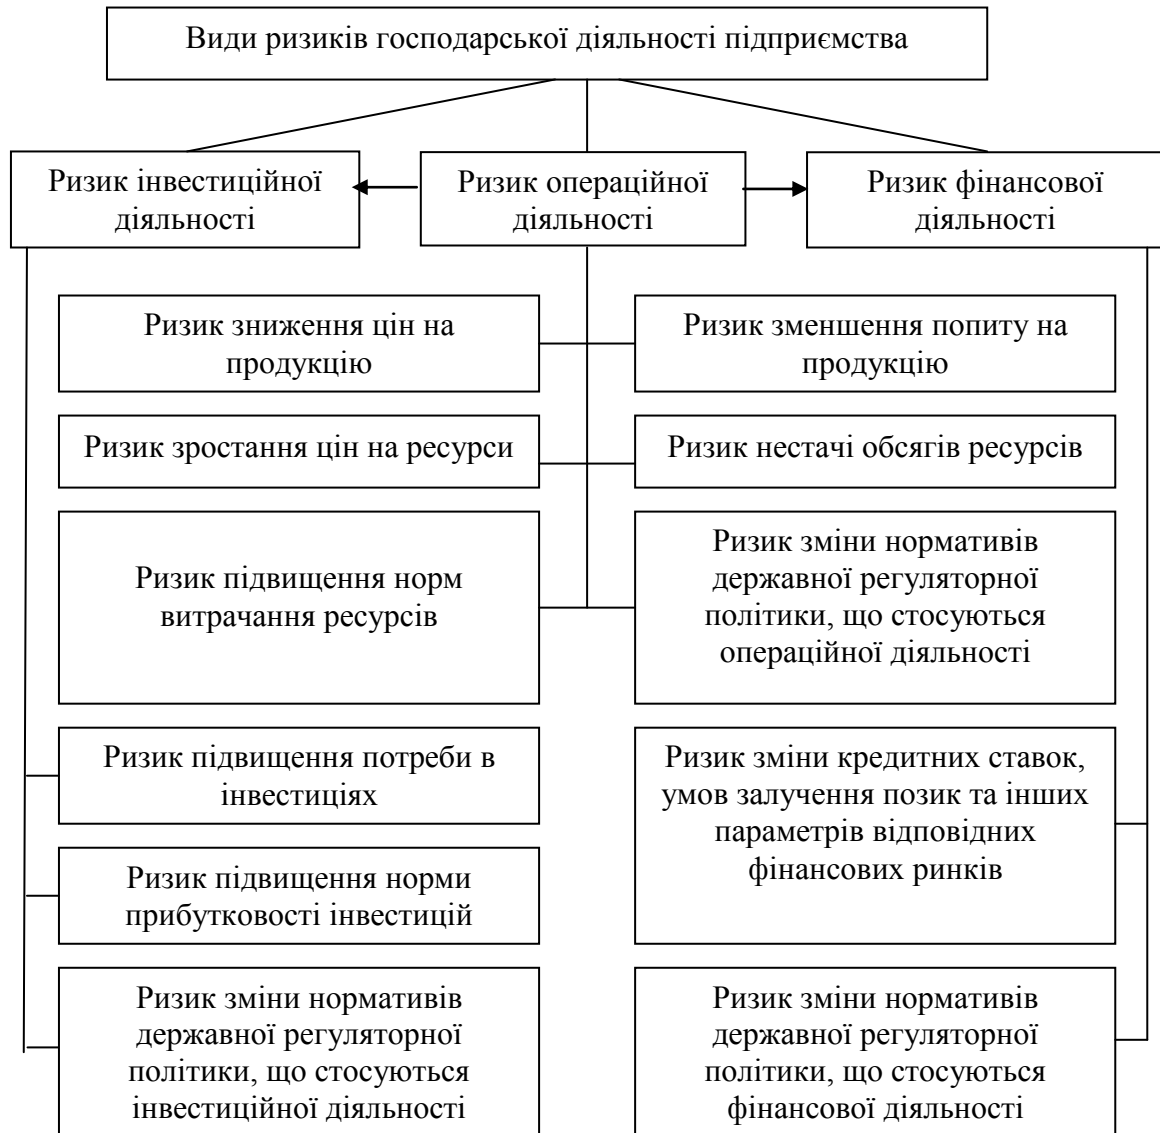 Види ризиків господарської діяльності підприємства
Ризик інвестиційної
діяльності
Ризик операційної
діяльності
Ризик фінансової
діяльності
Ризик зниження цін на
продукцію
Ризик зменшення попиту на
продукцію
Ризик зростання цін на ресурси
Ризик нестачі обсягів ресурсів
Ризик підвищення норм
витрачання ресурсів
Ризик зміни нормативів
державної регуляторної
політики, що стосуються
операційної діяльності
Ризик підвищення потреби в
інвестиціях
Ризик зміни кредитних ставок,
умов залучення позик та інших
параметрів відповідних
фінансових ринків
Ризик підвищення норми
прибутковості інвестицій
Ризик зміни нормативів
державної регуляторної
політики, що стосуються
інвестиційної діяльності
Ризик зміни нормативів
державної регуляторної
політики, що стосуються
фінансової діяльності